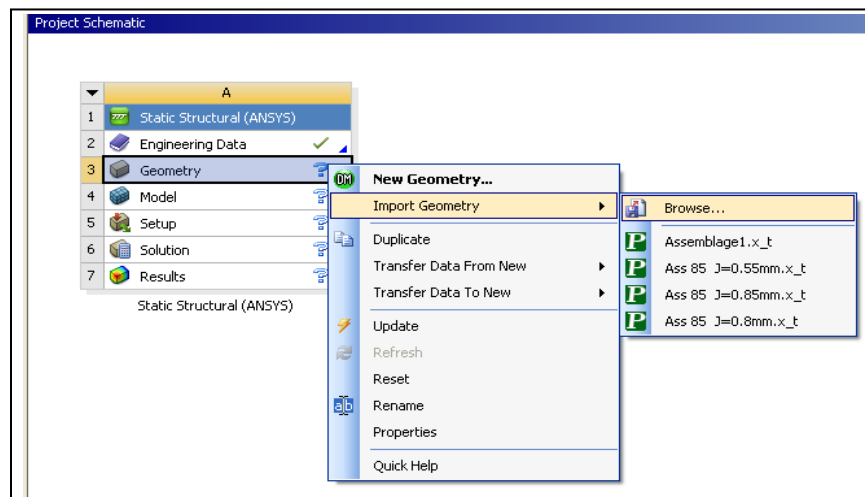 Project Schematic
A
1 Static Structural (ANSYS)
2 Engineering Data
3 Geometry
4 Model
5 Setup
6 Solution
7 Results
Static Structural (ANSYS)
DM New Geometry...
Import Geometry
Duplicate
Transfer Data From New
Transfer Data To New
Update
Refresh
Reset
ab Rename
Properties
Quick Help
Browse...
P Assemblage1.x_t
P Ass 85 J=0.55mm.x_t
P Ass 85 J=0.85mm.x_t
P Ass 85 J=0.8mm.x_t